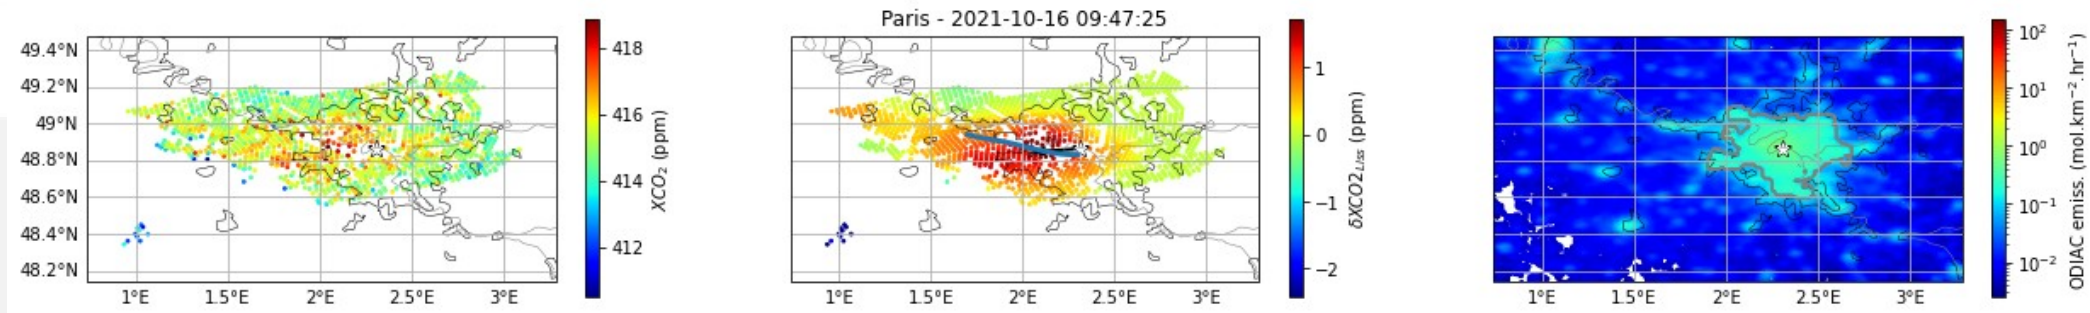 Paris - 2021-10-16 09:47:25
49.4°N
49.2°N
49°N
48.8°N
48.6°N
48.4°N
48.2°N
1°E 1.5°E 2°E 2.5°E 3°E
418
416
414
412
XCO₂ (ppm)
1°E 1.5°E 2°E 2.5°E 3°E
1
0
−1
−2
δXCO2Liss (ppm)
1°E 1.5°E 2°E 2.5°E 3°E
10²
10¹
10⁰
10⁻¹
10⁻²
ODIAC emiss. (mol.km⁻².hr⁻¹)